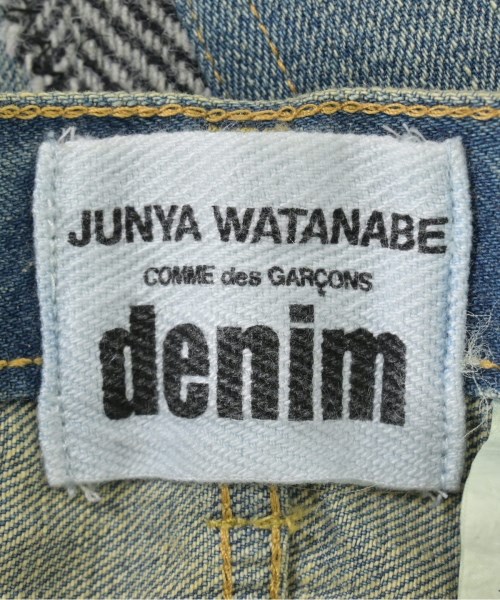 JUNYA WATANABE
COMME des GARÇONS
denim